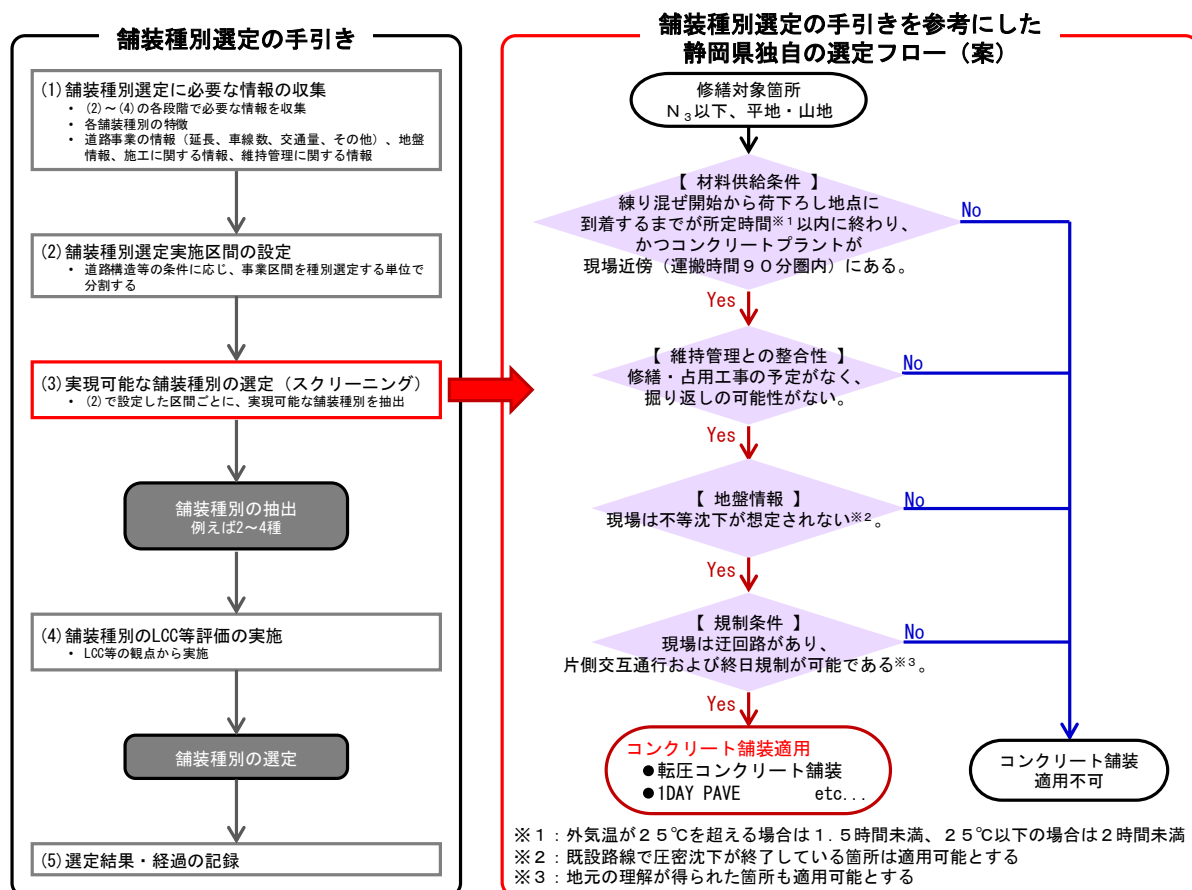 舗装種別選定の手引き
(1)舗装種別選定に必要な情報の収集
・ (2)～(4)の各段階で必要な情報を収集
・ 各舗装種別の特徴
・ 道路事業の情報（延長、車線数、交通量、その他）、地盤
情報、施工に関する情報、維持管理に関する情報
(2)舗装種別選定実施区間の設定
・ 道路構造等の条件に応じ、事業区間を種別選定する単位で
分割する
(3)実現可能な舗装種別の選定（スクリーニング）
・ (2)で設定した区間ごとに、実現可能な舗装種別を抽出
舗装種別の抽出
例えば2～4種
(4)舗装種別のLCC等評価の実施
・ LCC等の観点から実施
舗装種別の選定
(5)選定結果・経過の記録
舗装種別選定の手引きを参考にした
静岡県独自の選定フロー（案）
修繕対象箇所
N₃以下、平地・山地
【 材料供給条件 】
練り混ぜ開始から荷下ろし地点に
到着するまでが所定時間※１以内に終わり、
かつコンクリートプラントが
現場近傍（運搬時間９０分圏内）にある。
No
Yes
【 維持管理との整合性 】
修繕・占用工事の予定がなく、
掘り返しの可能性がない。
No
Yes
【 地盤情報 】
現場は不等沈下が想定されない※２。
No
Yes
【 規制条件 】
現場は迂回路があり、
片側交互通行および終日規制が可能である※３。
No
Yes
コンクリート舗装適用
●転圧コンクリート舗装
●1DAY PAVE etc...
コンクリート舗装
適用不可
※１：外気温が２５℃を超える場合は１.５時間未満、２５℃以下の場合は２時間未満
※２：既設路線で圧密沈下が終了している箇所は適用可能とする
※３：地元の理解が得られた箇所も適用可能とする